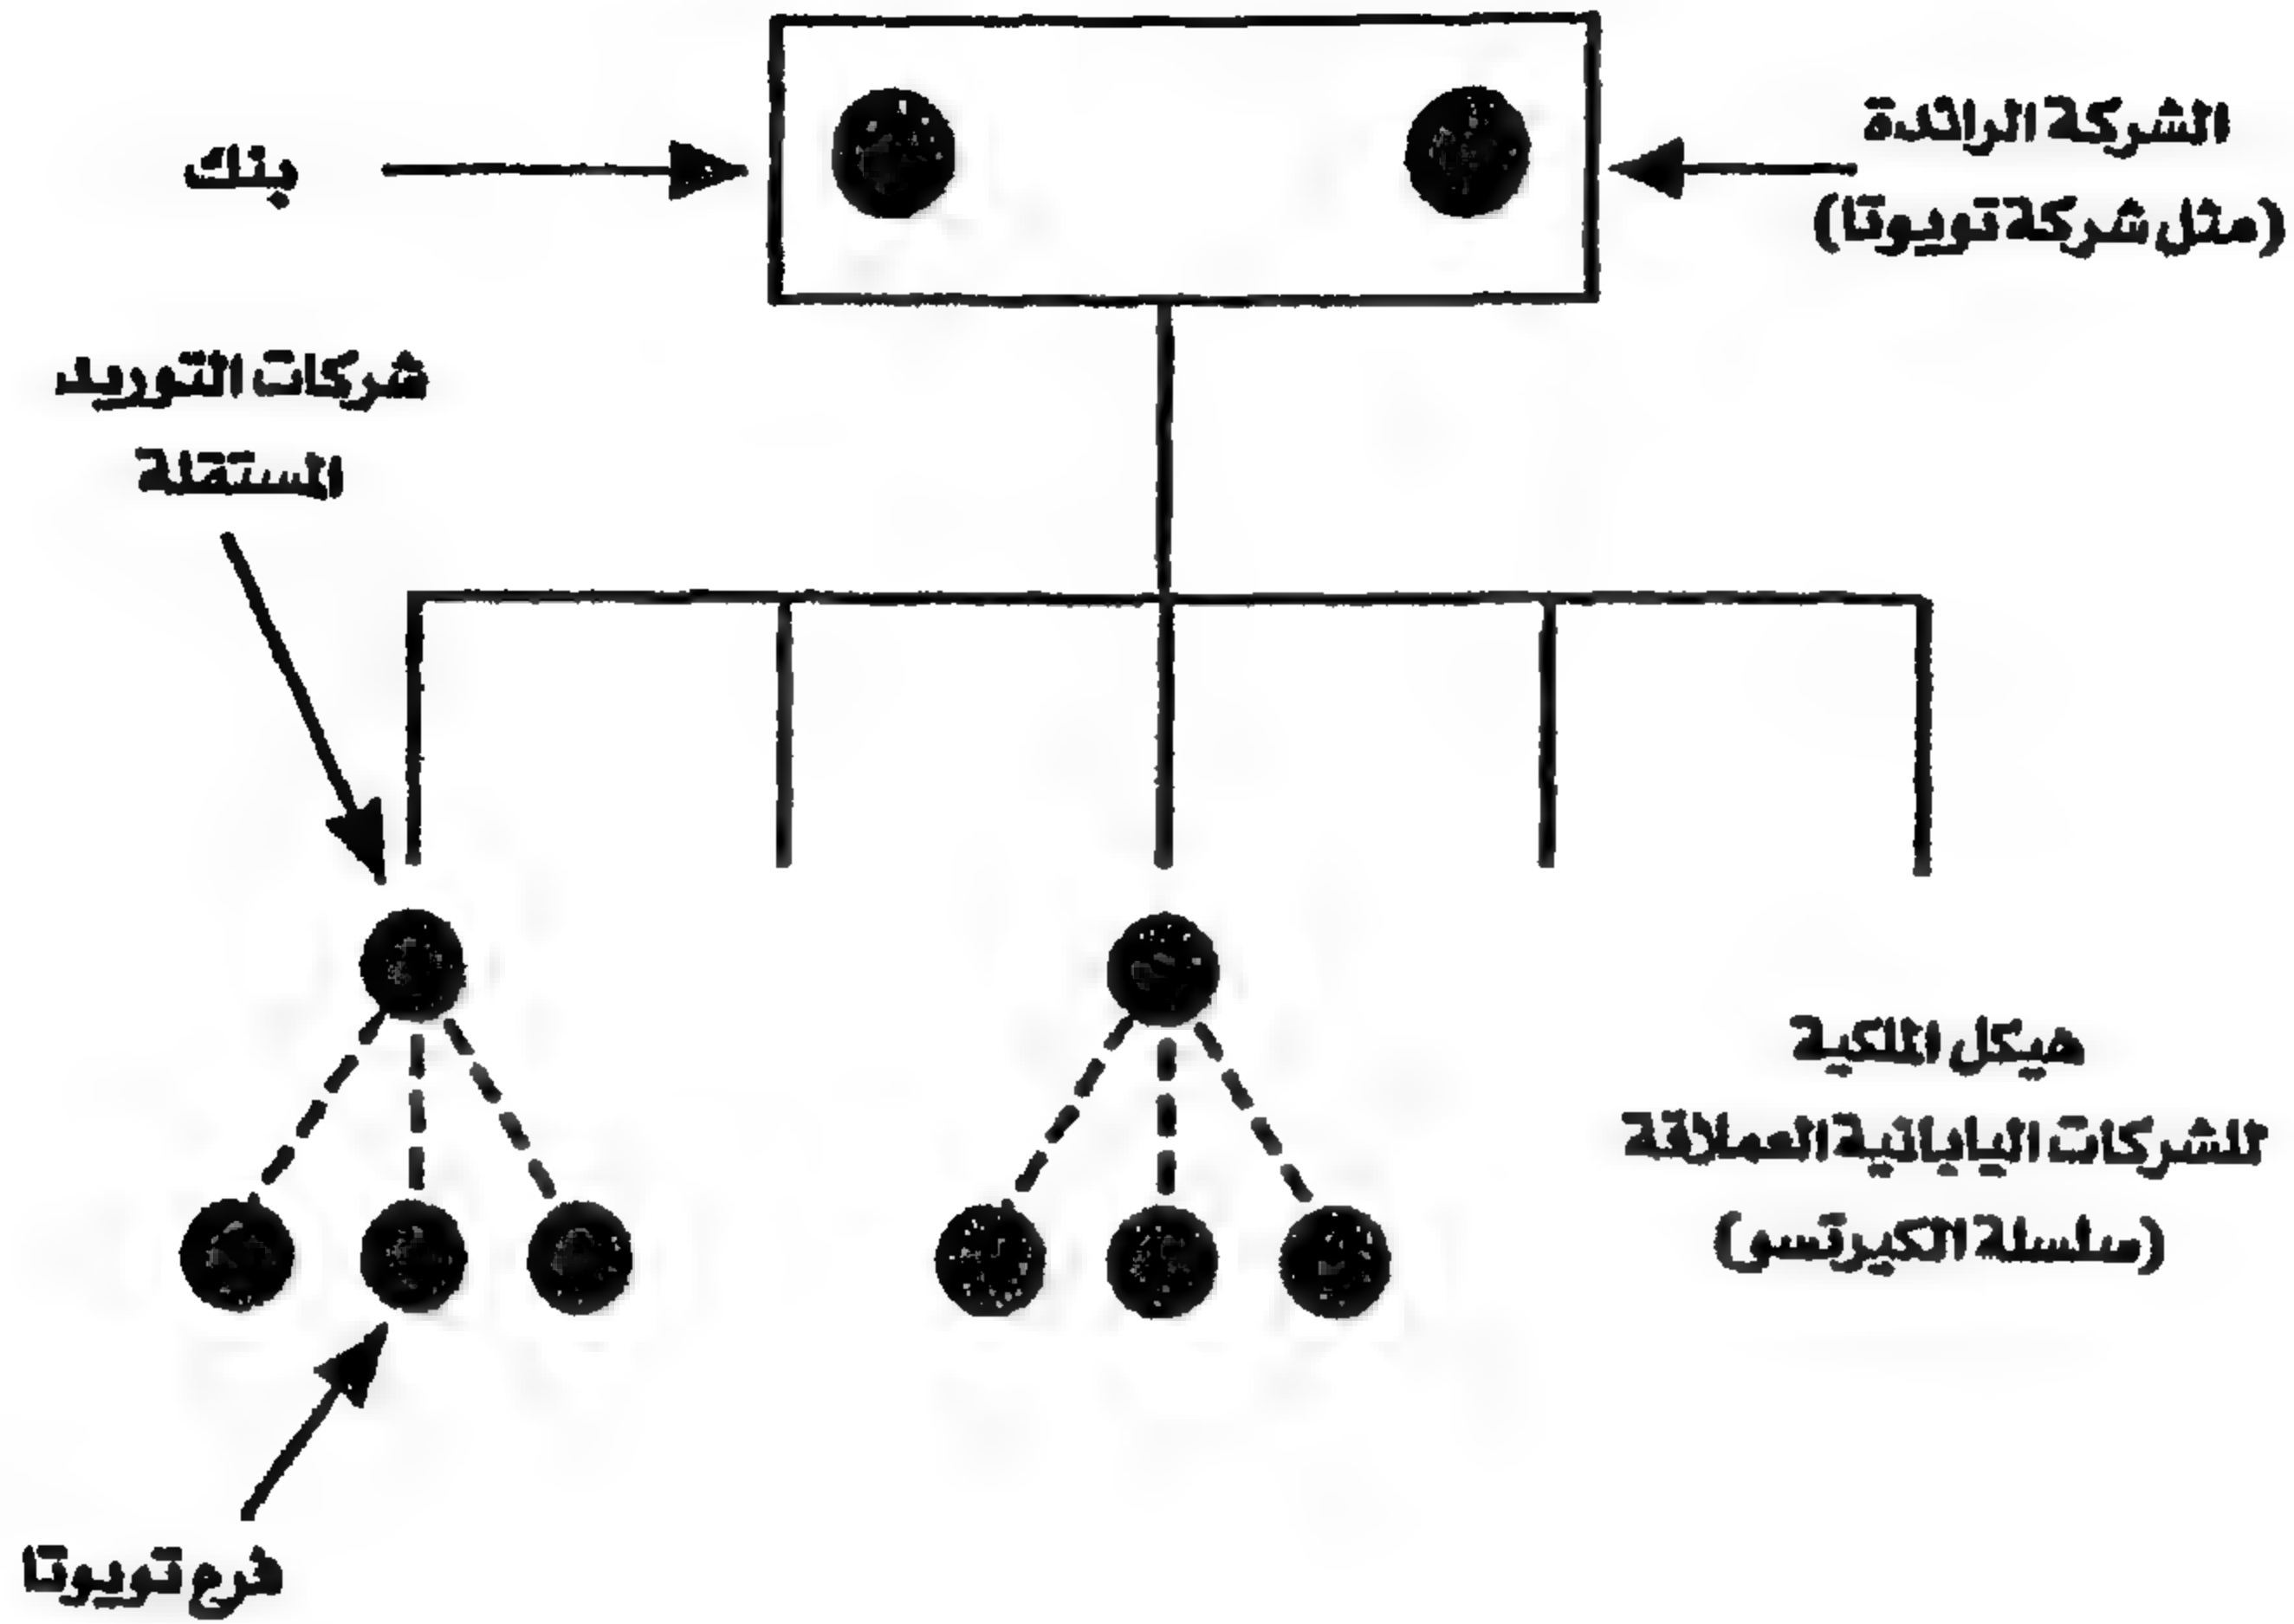 الشركة الرائدة
(مثل شركة تويوتا)
بنك
شركات التوريد
المستقلة
هيكل الملكية
للشركات اليابانية العملاقة
(سلسلة الكيرتسو)
فرع تويوتا